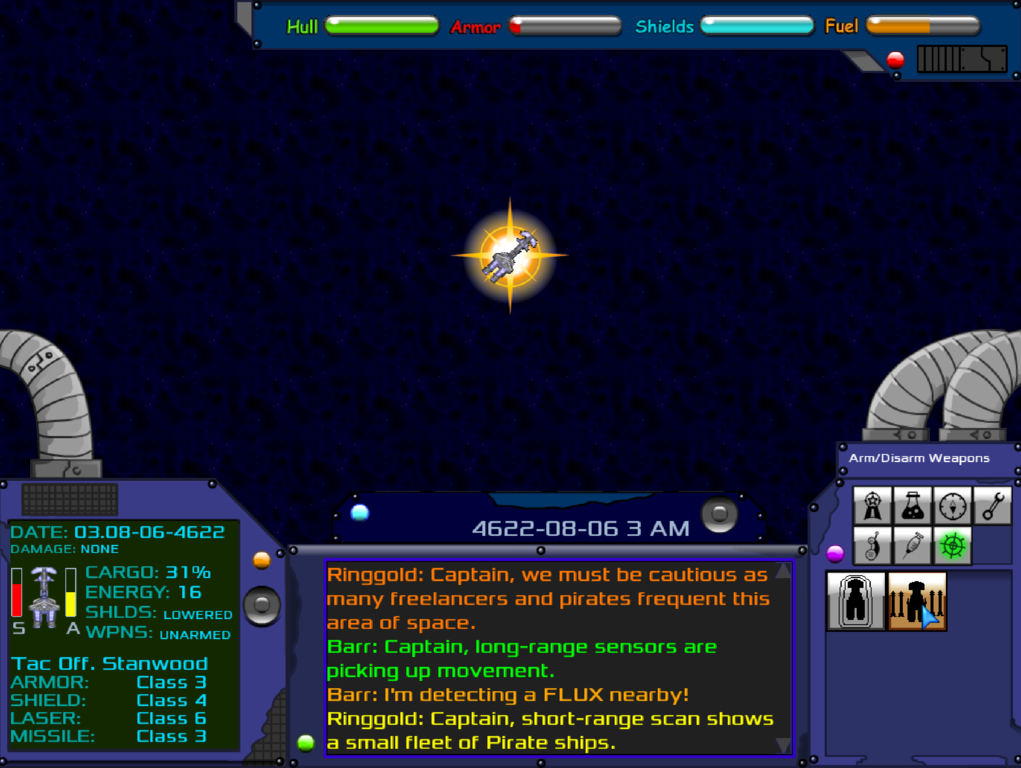 Hull Armor Shields Fuel
Arm/Disarm Weapons
4622-08-06 3 AM
DATE: 03.08-06-4622
DAMAGE: NONE
CARGO: 31%
ENERGY: 16
SHLDS: LOWERED
S A WPNS: UNARMED
Tac Off. Stanwood
ARMOR: Class 3
SHIELD: Class 4
LASER: Class 6
MISSILE: Class 3
Ringgold: Captain, we must be cautious as
many freelancers and pirates frequent this
area of space.
Barr: Captain, long-range sensors are
picking up movement.
Barr: I'm detecting a FLUX nearby!
Ringgold: Captain, short-range scan shows
a small fleet of Pirate ships.